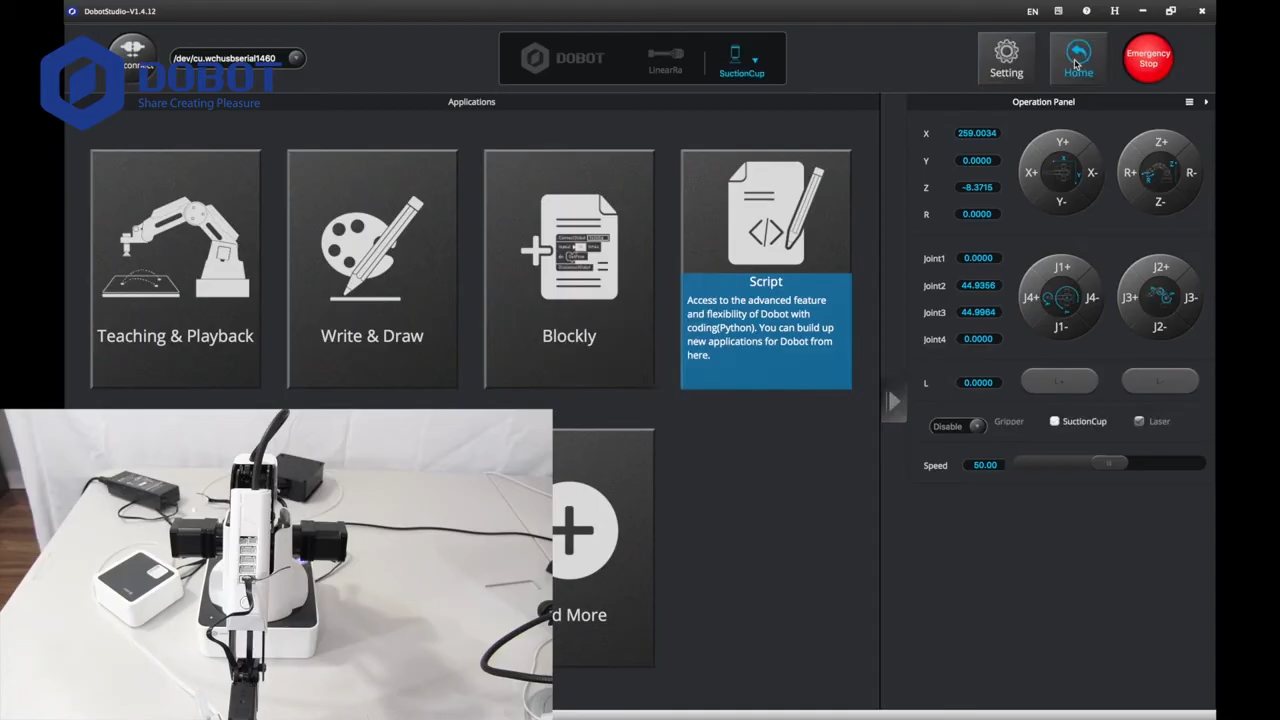 DobotStudio-V1.4.12
EN
H
/dev/cu.wchusbserial1460
DOBOT
LinearRa
SuctionCup
Setting
Home
Emergency
Stop
DOBOT
Share Creating Pleasure
Applications
Operation Panel
Teaching & Playback
Write & Draw
Blockly
Script
Access to the advanced feature
and flexibility of Dobot with
coding(Python). You can build up
new applications for Dobot from
here.
X 259.0034
Y 0.0000
Z -8.3715
R 0.0000
Y+
X+ X-
Y-
Z+
R+ R-
Z-
Joint1 0.0000
Joint2 44.9356
Joint3 44.9964
Joint4 0.0000
J1+
J4+ J4-
J1-
J2+
J3+ J3-
J2-
L 0.0000
L+
L-
Disable Gripper SuctionCup Laser
Speed 50.00
d More